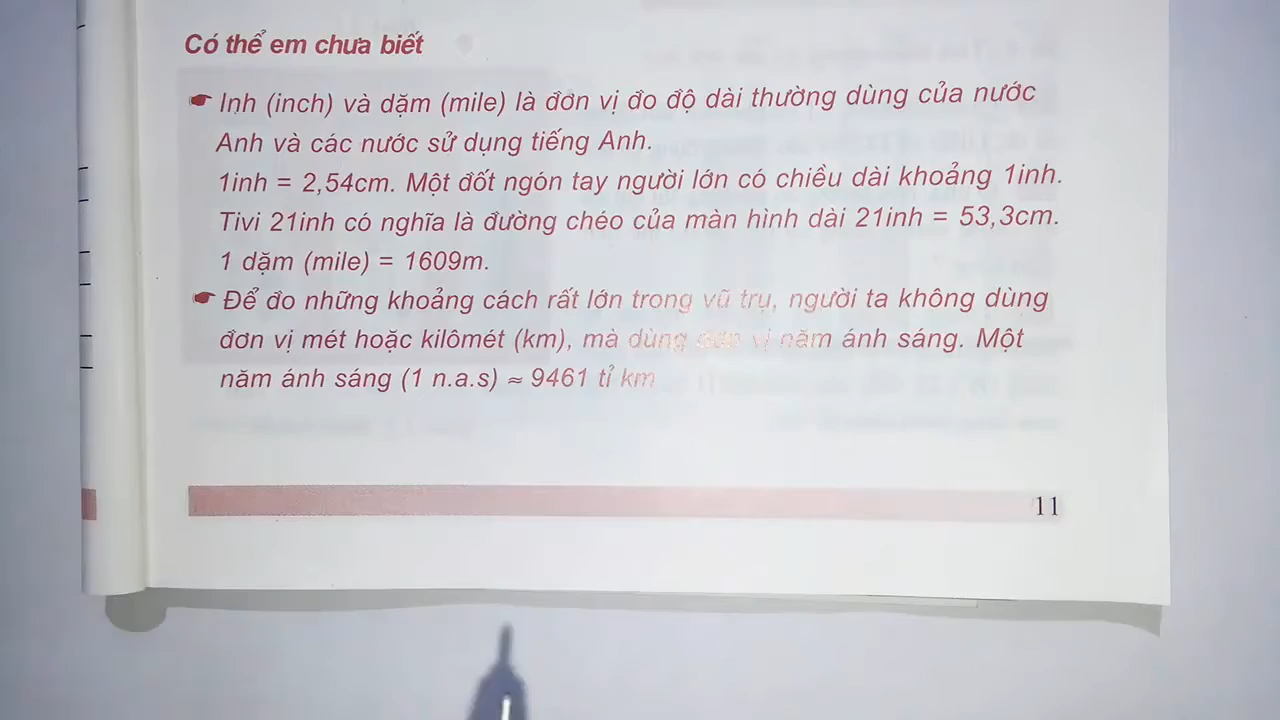 Có thể em chưa biết
Inh (inch) và dặm (mile) là đơn vị đo độ dài thường dùng của nước
Anh và các nước sử dụng tiếng Anh.
1inh = 2,54cm. Một đốt ngón tay người lớn có chiều dài khoảng 1inh.
Tivi 21inh có nghĩa là đường chéo của màn hình dài 21inh = 53,3cm.
1 dặm (mile) = 1609m.
Để đo những khoảng cách rất lớn trong vũ trụ, người ta không dùng
đơn vị mét hoặc kilômét (km), mà dùng đơn vị năm ánh sáng. Một
năm ánh sáng (1 n.a.s) ≈ 9461 tỉ km
11